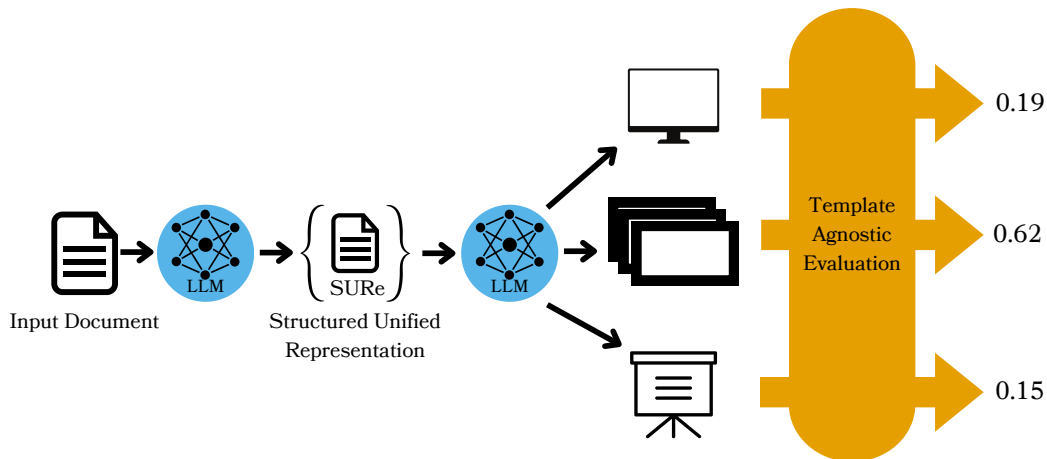 Input Document
LLM
SURe
Structured Unified
Representation
LLM
Template
Agnostic
Evaluation
0.19
0.62
0.15